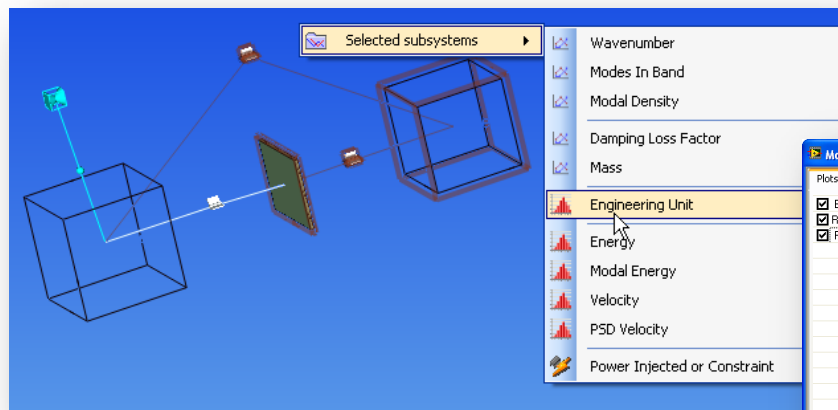 Selected subsystems
Wavenumber
Modes In Band
Modal Density
Damping Loss Factor
Mass
Engineering Unit
Energy
Modal Energy
Velocity
PSD Velocity
Power Injected or Constraint
Plots